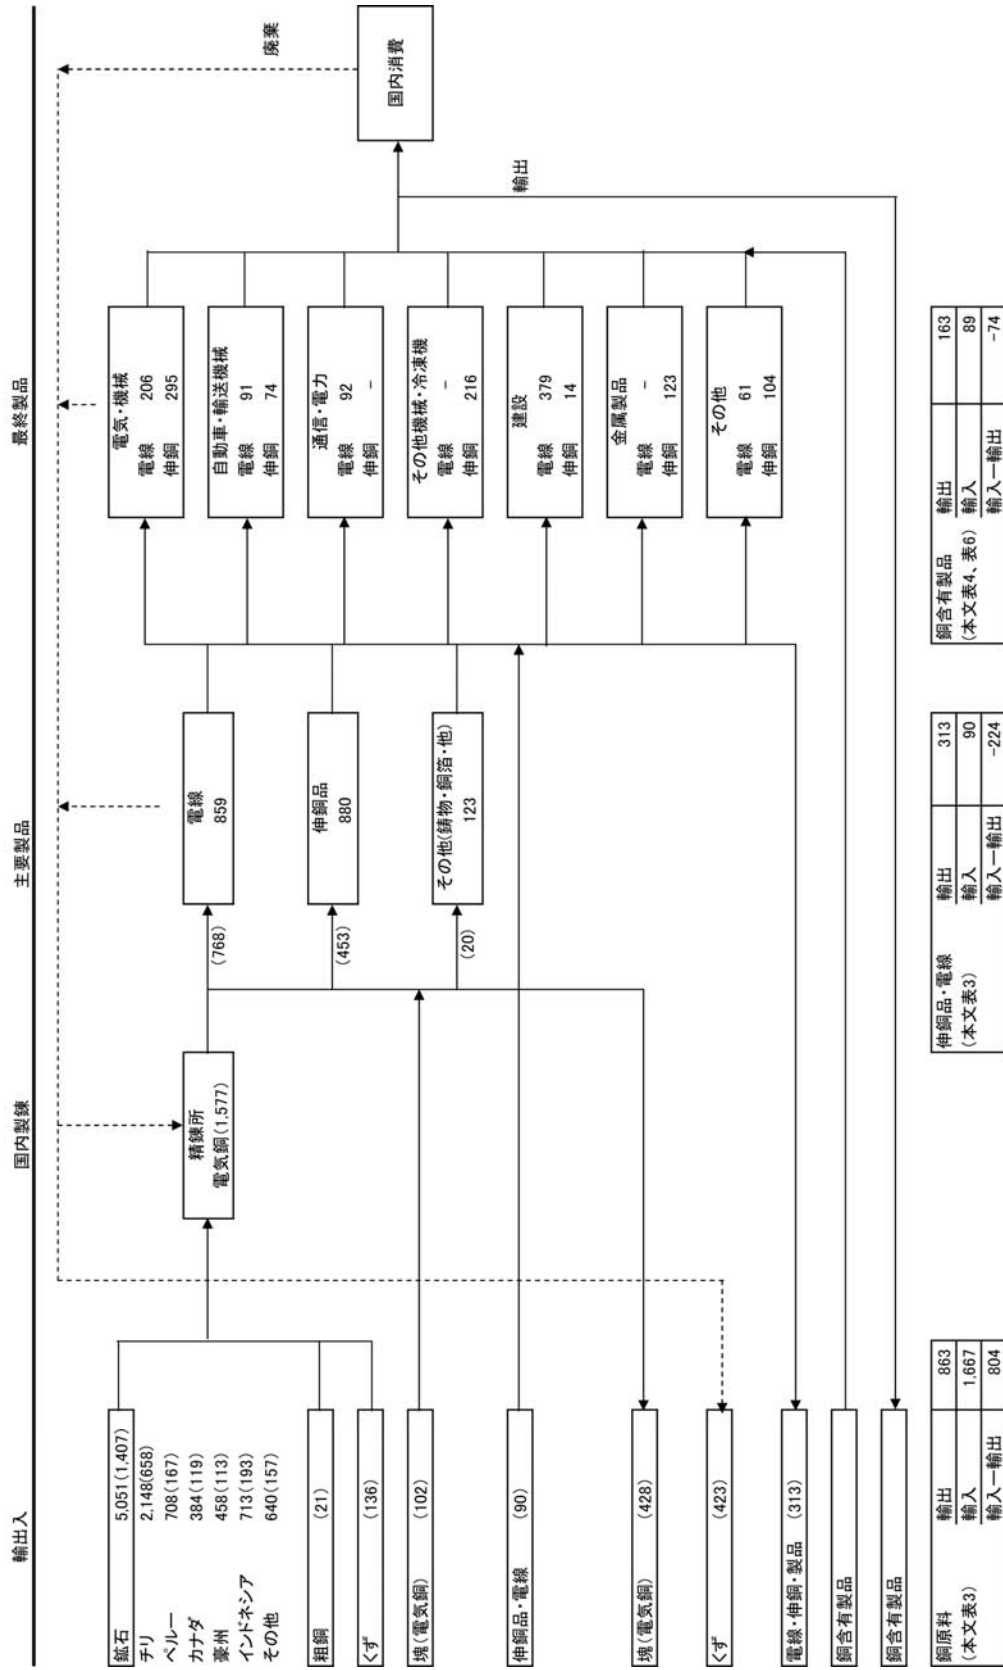 輸出入
国内製錬
主要製品
最終製品
鉱石 5,051(1,407)
チリ 2,148(658)
ペルー 708(167)
カナダ 384(119)
豪州 458(113)
インドネシア 713(193)
その他 640(157)
粗銅 (21)
くず (136)
塊(電気銅) (102)
伸銅品・電線 (90)
塊(電気銅) (428)
くず (423)
電線・伸銅・製品 (313)
銅含有製品
銅含有製品
精錬所
電気銅(1,577)
(768)
(453)
(20)
電線
859
伸銅品
880
その他(鋳物・銅箔・他)
123
電気・機械
電線 206
伸銅 295
自動車・輸送機械
電線 91
伸銅 74
通信・電力
電線 92
伸銅 -
その他機械・冷凍機
電線 -
伸銅 216
建設
電線 379
伸銅 14
金属製品
電線 -
伸銅 123
その他
電線 61
伸銅 104
廃棄
国内消費
輸出
銅原料 輸出 863
(本文表3) 輸入 1,667
輸入ー輸出 804
伸銅品・電線 輸出 313
(本文表3) 輸入 90
輸入ー輸出 -224
銅含有製品 輸出 163
(本文表4、表6) 輸入 89
輸入ー輸出 -74